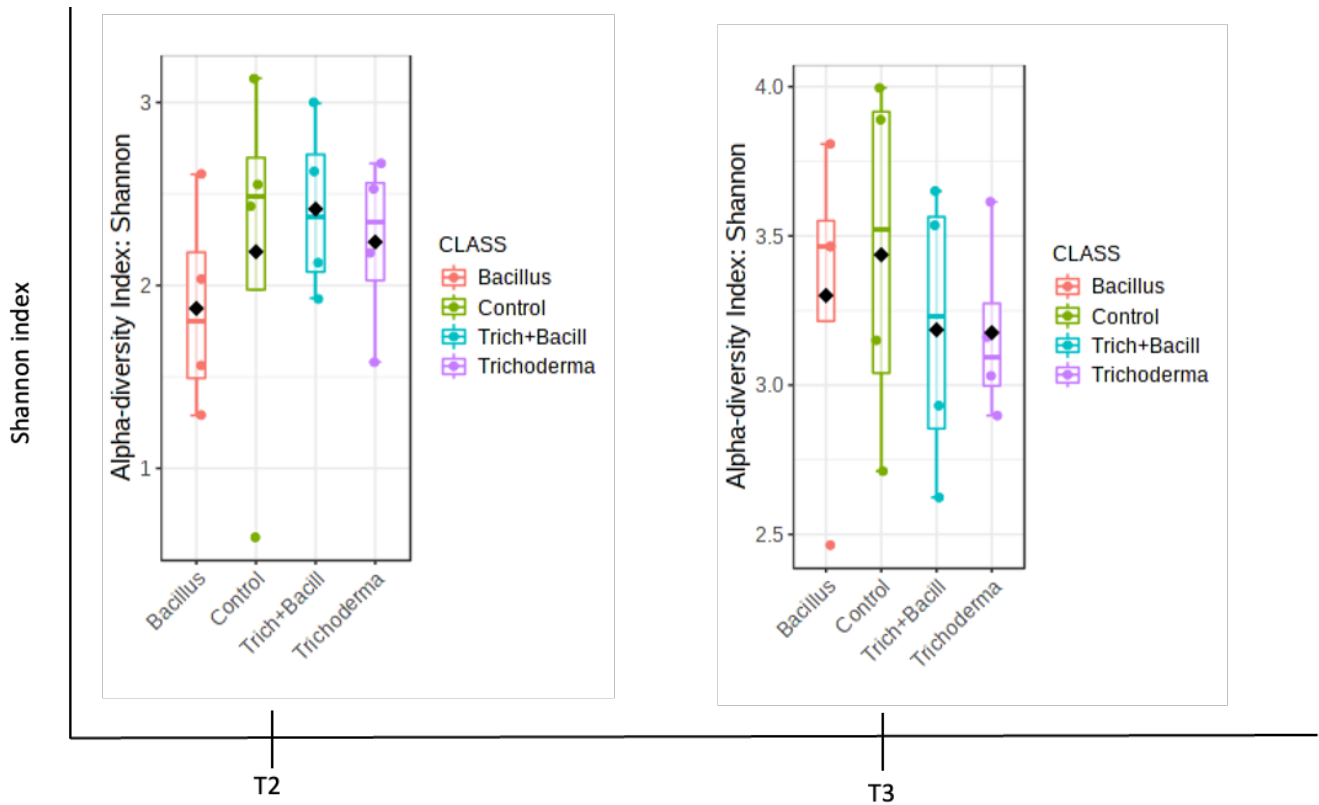 Shannon index
Alpha-diversity Index: Shannon
3
2
1
Bacillus
Control
Trich+Bacill
Trichoderma
CLASS
Bacillus
Control
Trich+Bacill
Trichoderma
Alpha-diversity Index: Shannon
4.0
3.5
3.0
2.5
Bacillus
Control
Trich+Bacill
Trichoderma
CLASS
Bacillus
Control
Trich+Bacill
Trichoderma
T2
T3